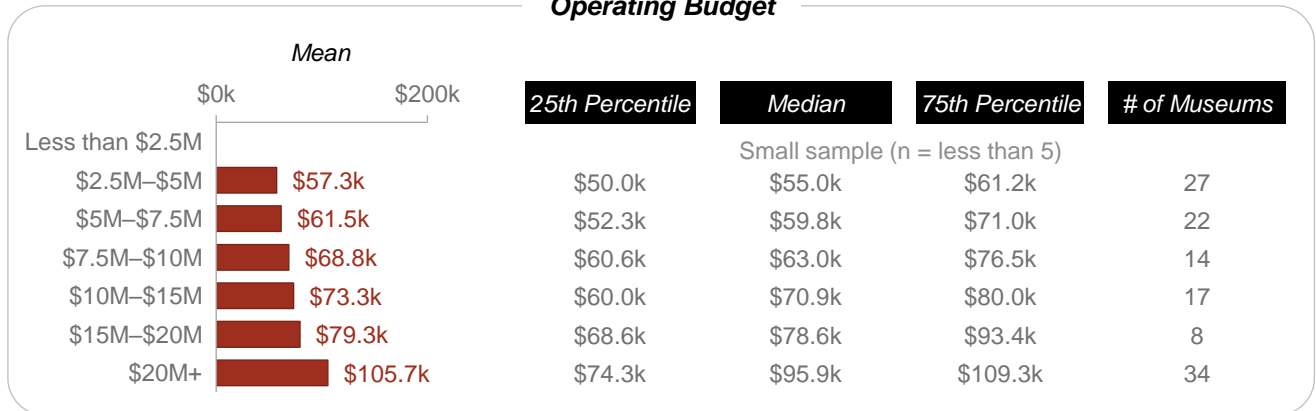 Operating Budget
Mean
$0k $200k 25th Percentile Median 75th Percentile # of Museums
Less than $2.5M Small sample (n = less than 5)
$2.5M–$5M $57.3k $50.0k $55.0k $61.2k 27
$5M–$7.5M $61.5k $52.3k $59.8k $71.0k 22
$7.5M–$10M $68.8k $60.6k $63.0k $76.5k 14
$10M–$15M $73.3k $60.0k $70.9k $80.0k 17
$15M–$20M $79.3k $68.6k $78.6k $93.4k 8
$20M+ $105.7k $74.3k $95.9k $109.3k 34